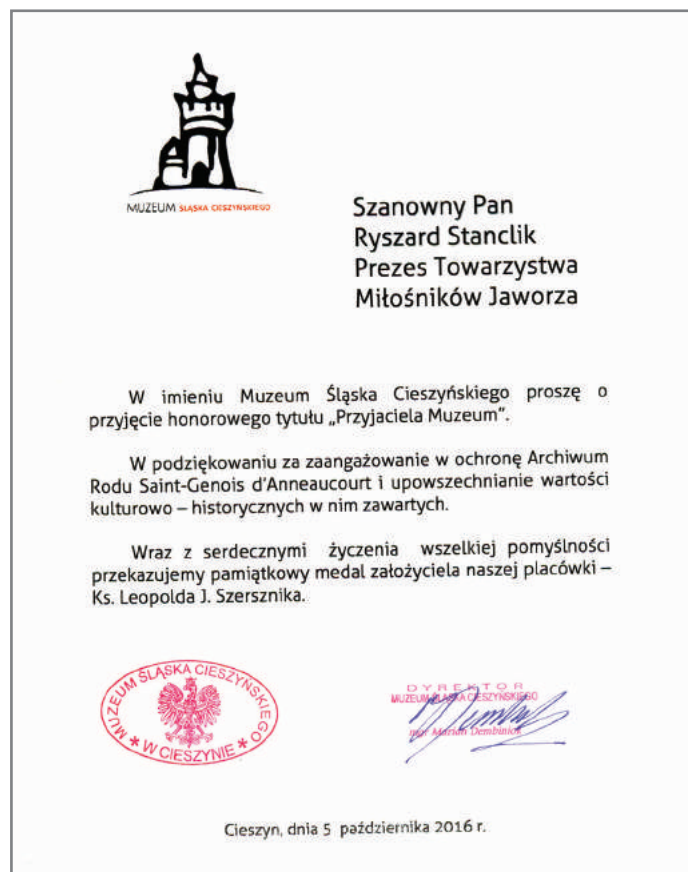 MUZEUM ŚLĄSKA CIESZYŃSKIEGO
Szanowny Pan
Ryszard Stanclik
Prezes Towarzystwa
Miłośników Jaworza
W imieniu Muzeum Śląska Cieszyńskiego proszę o
przyjęcie honorowego tytułu „Przyjaciela Muzeum”.
W podziękowaniu za zaangażowanie w ochronę Archiwum
Rodu Saint-Genois d’Anneaucourt i upowszechnianie wartości
kulturowo – historycznych w nim zawartych.
Wraz z serdecznymi życzenia wszelkiej pomyślności
przekazujemy pamiątkowy medal założyciela naszej placówki –
Ks. Leopolda J. Szersznika.
MUZEUM ŚLĄSKA CIESZYŃSKIEGO
* W CIESZYNIE *
DYREKTOR
MUZEUM ŚLĄSKA CIESZYŃSKIEGO
mgr Marian Dembiniok
Cieszyn, dnia 5 października 2016 r.